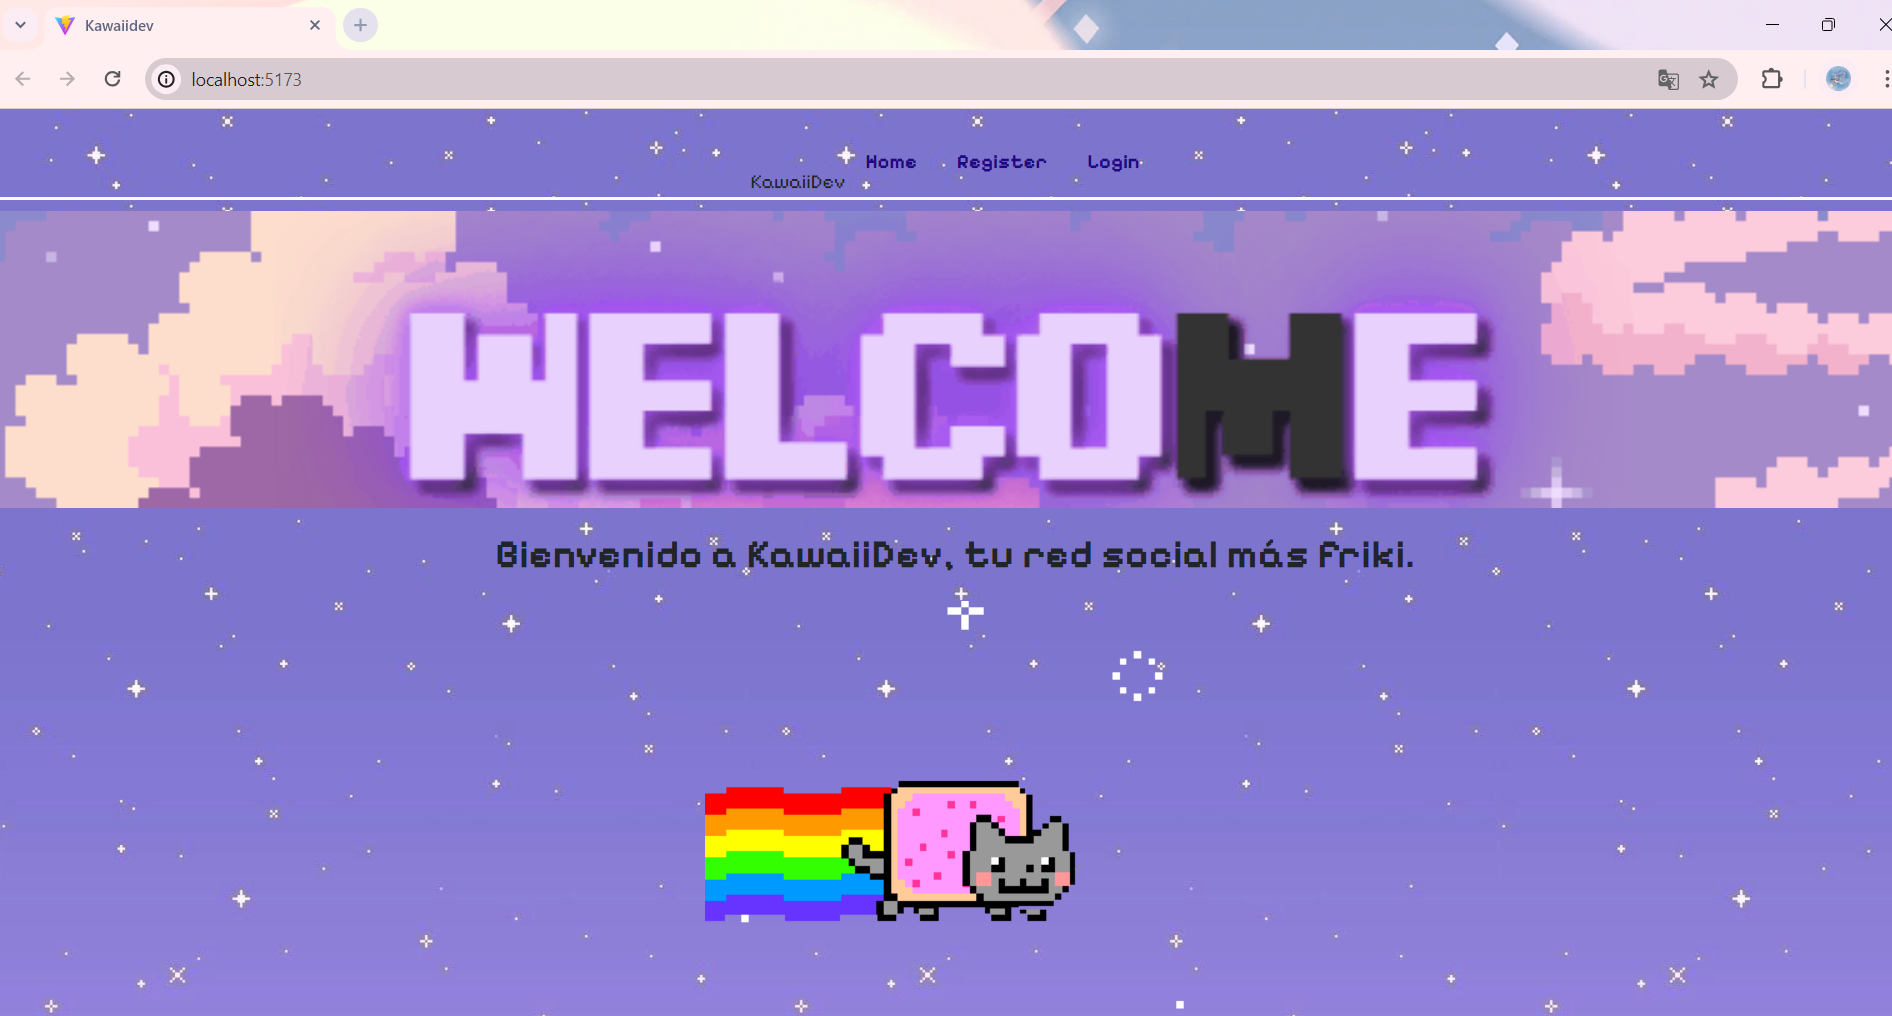 Kawaiidev
localhost:5173
Home Register Login
KawaiiDev
WELCOME
Bienvenido a KawaiiDev, tu red social más friki.